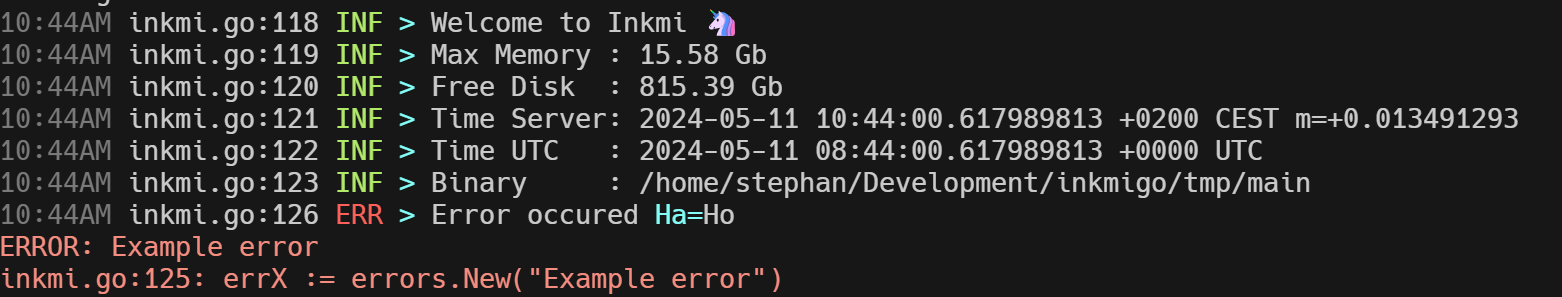 10:44AM inkmi.go:118 INF > Welcome to Inkmi 🦄
10:44AM inkmi.go:119 INF > Max Memory : 15.58 Gb
10:44AM inkmi.go:120 INF > Free Disk  : 815.39 Gb
10:44AM inkmi.go:121 INF > Time Server: 2024-05-11 10:44:00.617989813 +0200 CEST m=+0.013491293
10:44AM inkmi.go:122 INF > Time UTC   : 2024-05-11 08:44:00.617989813 +0000 UTC
10:44AM inkmi.go:123 INF > Binary     : /home/stephan/Development/inkmigo/tmp/main
10:44AM inkmi.go:126 ERR > Error occured Ha=Ho
ERROR: Example error
inkmi.go:125: errX := errors.New("Example error")